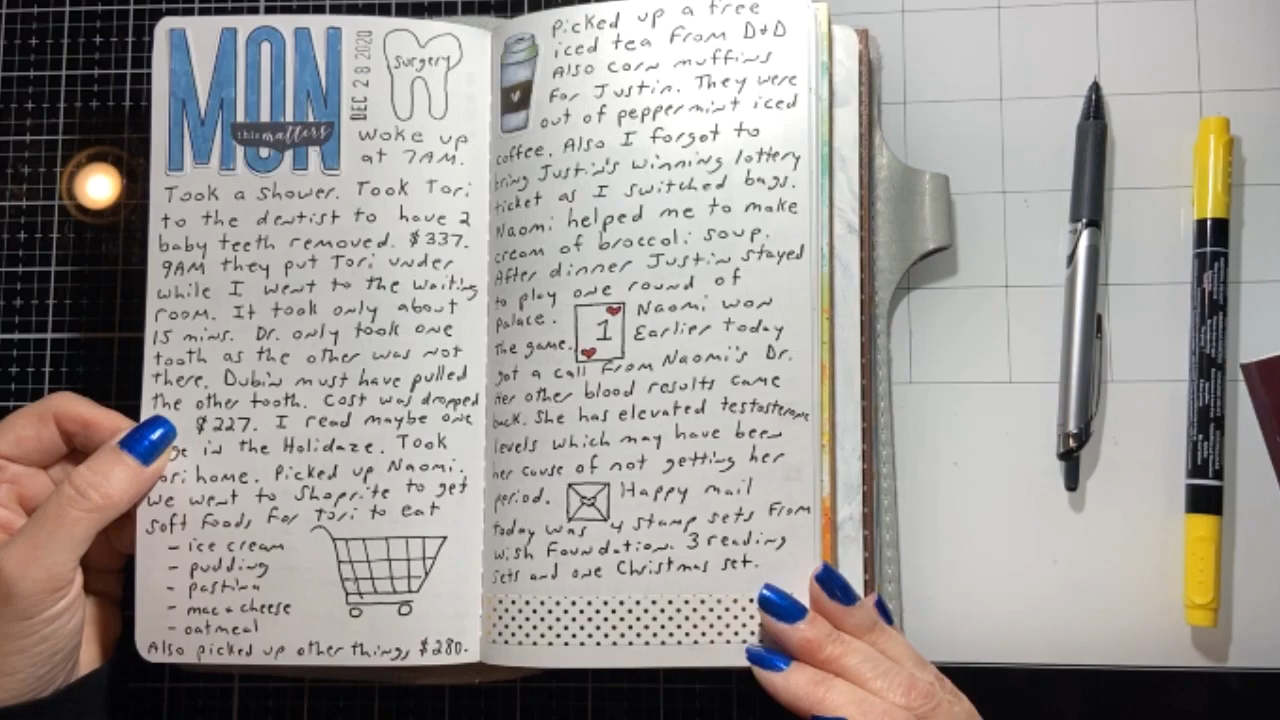 MON
this matters
DEC 28 2020
Surgery
Woke up
at 7AM.
Took a shower. Took Tori
to the dentist to have 2
baby teeth removed. $337.
9AM they put Tori under
while I went to the waiting
room. It took only about
15 mins. Dr. only took one
tooth as the other was not
there. Dubin must have pulled
the other tooth. Cost was dropped
$227. I read maybe one
in the Holidaze. Took
Tori home. Picked up Naomi.
We went to Shoprite to get
soft foods for Tori to eat
- ice cream
- pudding
- pastina
- mac + cheese
- oatmeal
Also picked up other things $280.
Picked up a free
iced tea from D+D
Also corn muffins
for Justin. They were
out of peppermint iced
coffee. Also I forgot to
bring Justin's winning lottery
ticket as I switched bags.
Naomi helped me to make
cream of broccoli soup.
After dinner Justin stayed
to play one round of
Palace. Naomi won
the game. 1 Earlier today
got a call from Naomi's Dr.
Her other blood results came
back. She has elevated testosterone
levels which may have been
her cause of not getting her
period. Happy mail
today was 4 stamp sets from
Wish Foundation. 3 reading
sets and one Christmas set.